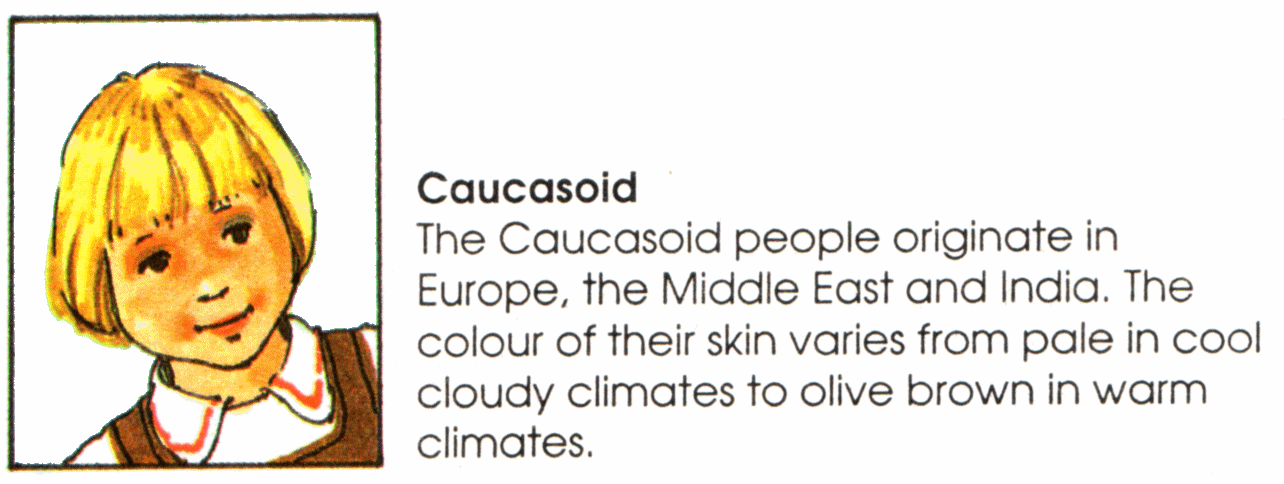 Caucasoid
The Caucasoid people originate in
Europe, the Middle East and India. The
colour of their skin varies from pale in cool
cloudy climates to olive brown in warm
climates.